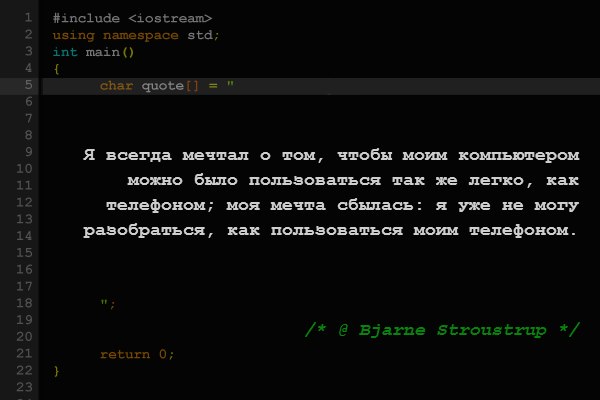 1 #include <iostream>
2 using namespace std;
3 int main()
4 {
5 char quote[] = "
6
7
8
9 Я всегда мечтал о том, чтобы моим компьютером
10 можно было пользоваться так же легко, как
11
12 телефоном; моя мечта сбылась: я уже не могу
13
14 разобраться, как пользоваться моим телефоном.
15
16
17
18 ";
19 /* @ Bjarne Stroustrup */
20
21 return 0;
22 }
23